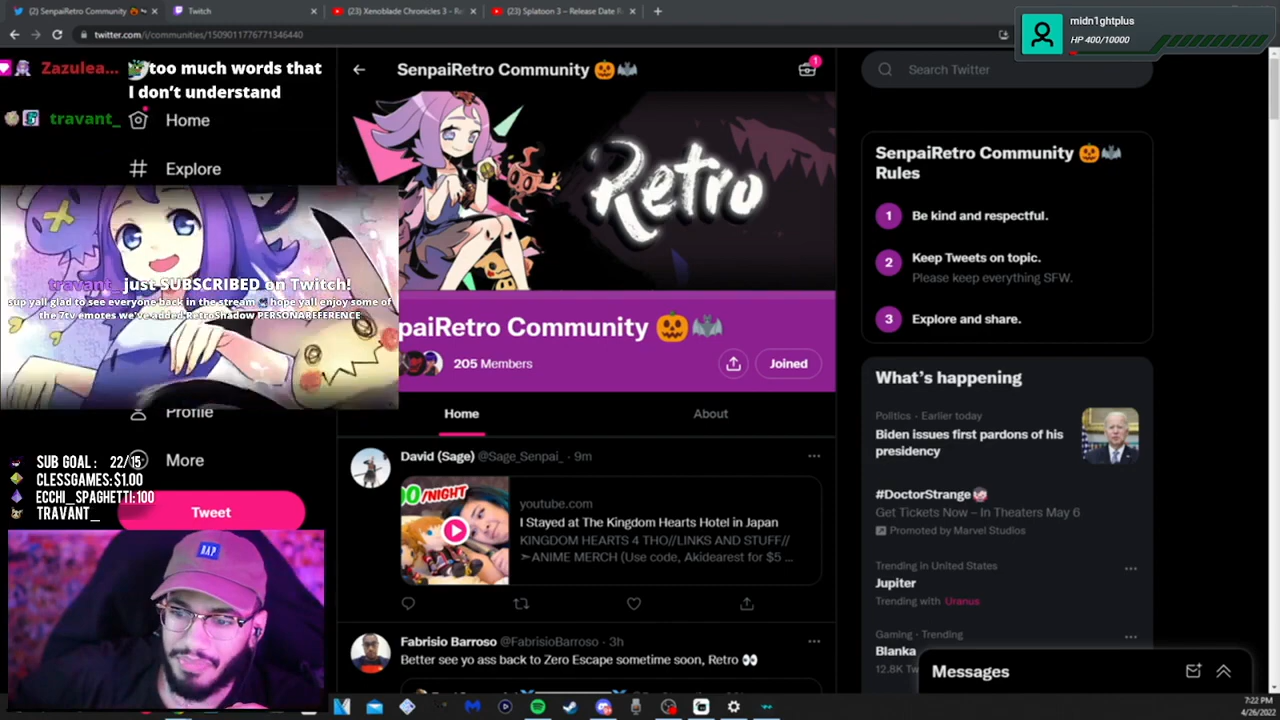 (2) SenpaiRetro Community
Twitch
(23) Xenoblade Chronicles 3 – Re
(23) Splatoon 3 – Release Date R
twitter.com/i/communities/1509011776771346440
midn1ghtplus
HP 400/10000
Zazulea... too much words that
I don't understand
travant_
Home
Explore
travant_ just SUBSCRIBED on Twitch!
sup yall glad to see everyone back in the stream hope yall enjoy some of
the 7tv emotes we've added RetroShadow PERSONAREFERENCE
Profile
More
SUB GOAL : 22/15
CLESSGAMES:$1.00
ECCHI_SPAGHETTI:100
TRAVANT_
Tweet
RAP
SenpaiRetro Community 🎃🦇
1
Retro
paiRetro Community 🎃🦇
205 Members
Joined
Home
About
David (Sage) @Sage_Senpai_ · 9m
00/NIGHT
youtube.com
I Stayed at The Kingdom Hearts Hotel in Japan
KINGDOM HEARTS 4 THO//LINKS AND STUFF//
➣ANIME MERCH (Use code, Akidearest for $5 ...
Fabrisio Barroso @FabrisioBarroso · 3h
Better see yo ass back to Zero Escape sometime soon, Retro 👀
Search Twitter
SenpaiRetro Community 🎃🦇
Rules
1 Be kind and respectful.
2 Keep Tweets on topic.
Please keep everything SFW.
3 Explore and share.
What's happening
Politics · Earlier today
Biden issues first pardons of his
presidency
#DoctorStrange
Get Tickets Now – In Theaters May 6
Promoted by Marvel Studios
Trending in United States
Jupiter
Trending with Uranus
Gaming · Trending
Blanka
12.8K Tw
Messages
7:22 PM
4/26/2022